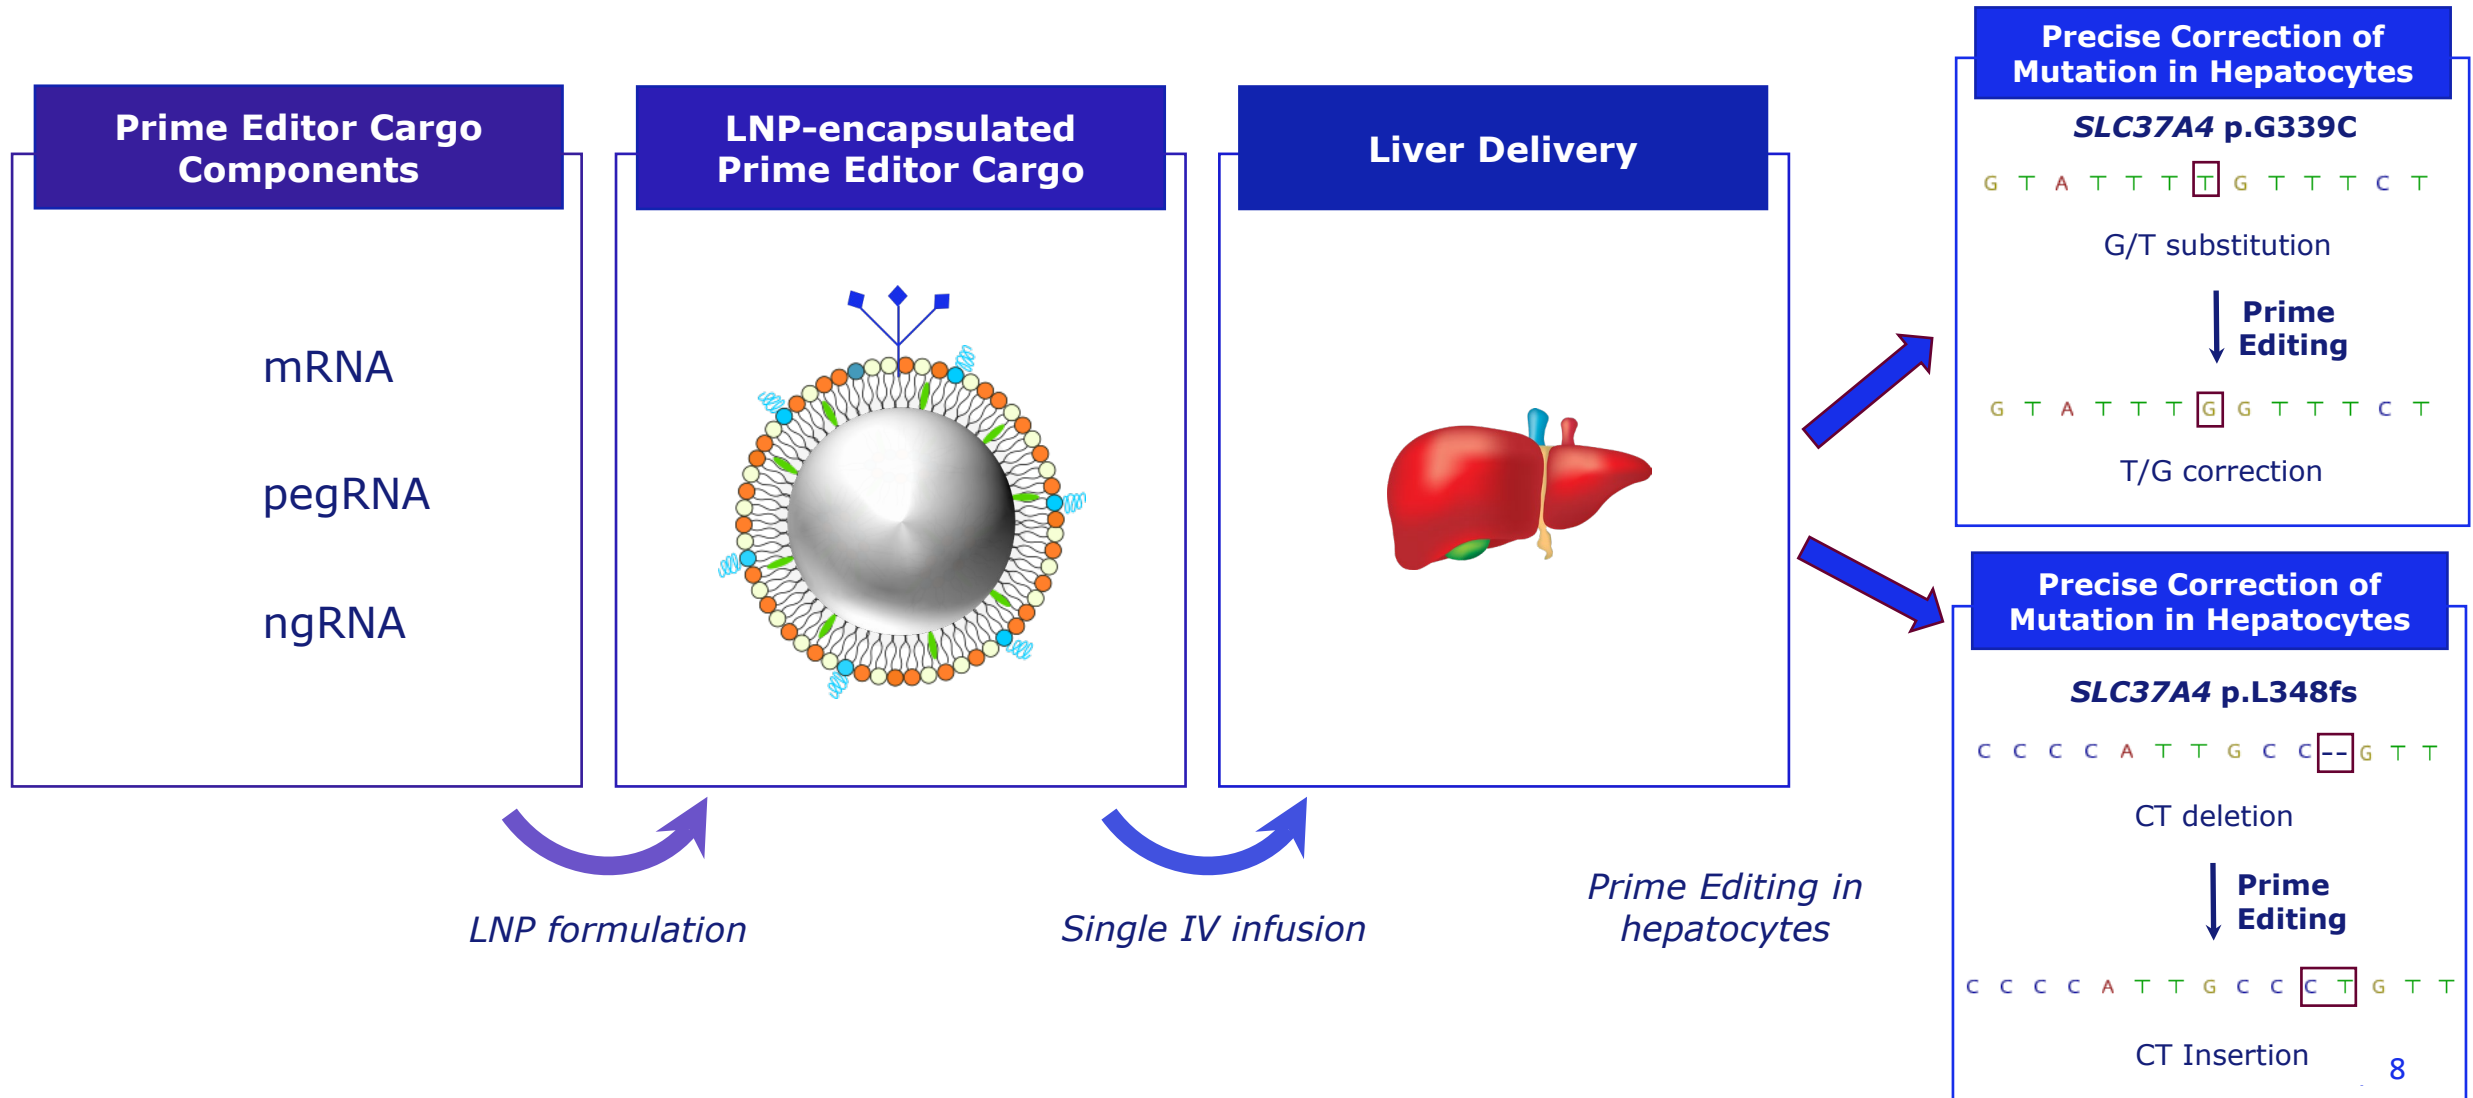 Prime Editor Cargo
Components
mRNA
pegRNA
ngRNA
LNP formulation
LNP-encapsulated
Prime Editor Cargo
Single IV infusion
Liver Delivery
Prime Editing in
hepatocytes
Precise Correction of
Mutation in Hepatocytes
SLC37A4 p.G339C
G T A T T T T G T T T C T
G/T substitution
Prime
Editing
G T A T T T G G T T T C T
T/G correction
Precise Correction of
Mutation in Hepatocytes
SLC37A4 p.L348fs
C C C C A T T G C C -- G T T
CT deletion
Prime
Editing
C C C C A T T G C C C T G T T
CT Insertion
8